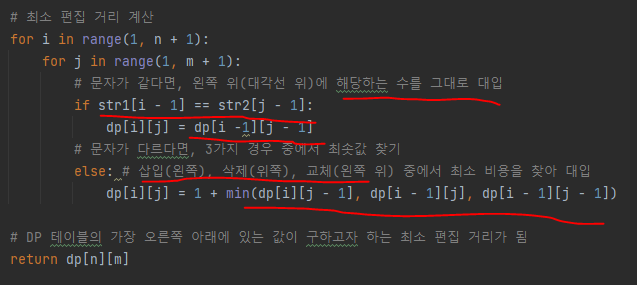 # 최소 편집 거리 계산
for i in range(1, n + 1):
for j in range(1, m + 1):
# 문자가 같다면, 왼쪽 위(대각선 위)에 해당하는 수를 그대로 대입
if str1[i - 1] == str2[j - 1]:
dp[i][j] = dp[i -1][j - 1]
# 문자가 다르다면, 3가지 경우 중에서 최솟값 찾기
else: # 삽입(왼쪽), 삭제(위쪽), 교체(왼쪽 위) 중에서 최소 비용을 찾아 대입
dp[i][j] = 1 + min(dp[i][j - 1], dp[i - 1][j], dp[i - 1][j - 1])
# DP 테이블의 가장 오른쪽 아래에 있는 값이 구하고자 하는 최소 편집 거리가 됨
return dp[n][m]